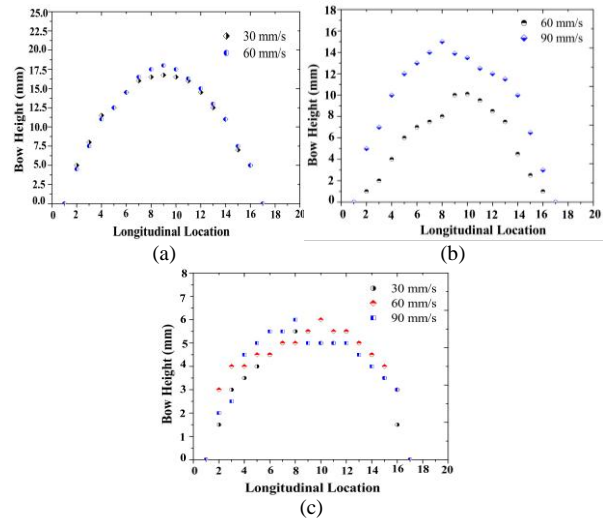 25.0
22.5
20.0
17.5
15.0
12.5
10.0
7.5
5.0
2.5
0.0
Bow Height (mm)
30 mm/s
60 mm/s
0 2 4 6 8 10 12 14 16 18 20
Longitudinal Location
(a)
18
16
14
12
10
8
6
4
2
0
Bow Height (mm)
60 mm/s
90 mm/s
0 2 4 6 8 10 12 14 16 18 20
Longitudinal Location
(b)
8
7
6
5
4
3
2
1
0
Bow Height (mm)
30 mm/s
60 mm/s
90 mm/s
0 2 4 6 8 10 12 14 16 18 20
Longitudinal Location
(c)